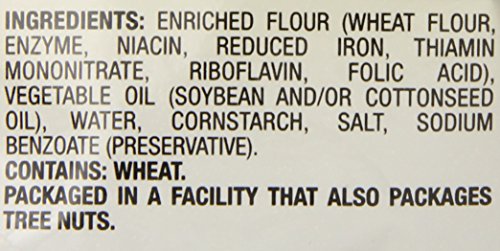 INGREDIENTS: ENRICHED FLOUR (WHEAT FLOUR,
ENZYME, NIACIN, REDUCED IRON, THIAMIN
MONONITRATE, RIBOFLAVIN, FOLIC ACID),
VEGETABLE OIL (SOYBEAN AND/OR COTTONSEED
OIL), WATER, CORNSTARCH, SALT, SODIUM
BENZOATE (PRESERVATIVE).
CONTAINS: WHEAT.
PACKAGED IN A FACILITY THAT ALSO PACKAGES
TREE NUTS.